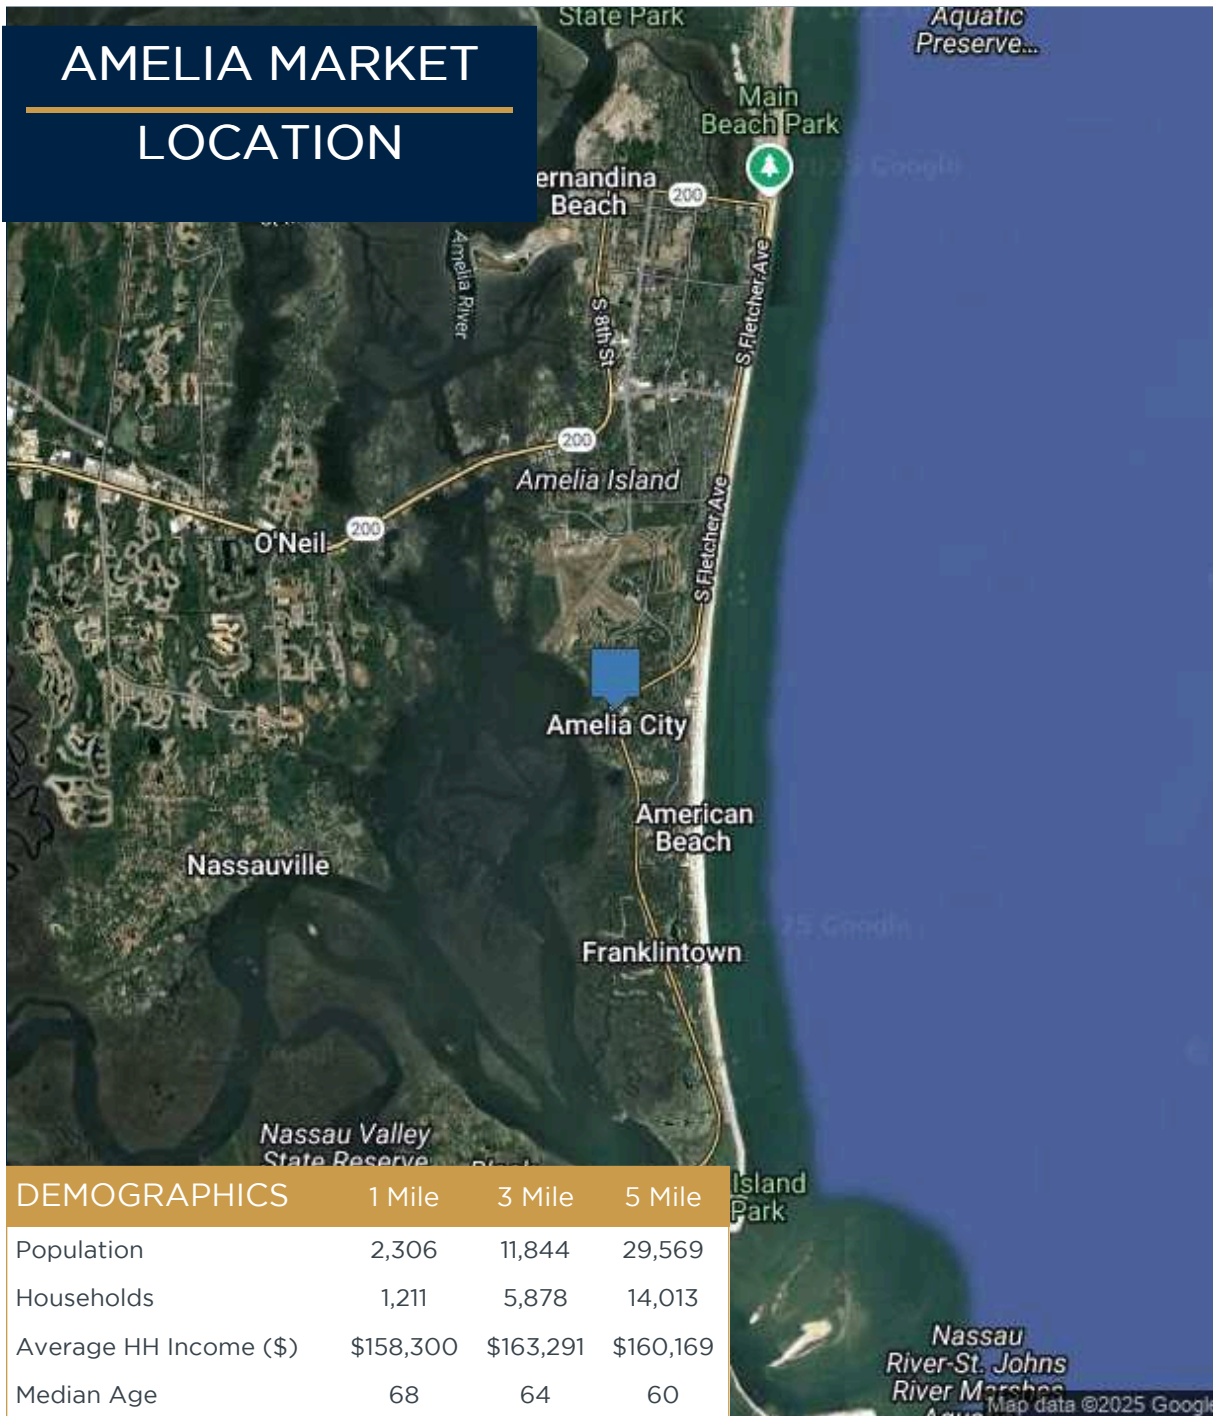 AMELIA MARKET
LOCATION
State Park
Aquatic
Preserve...
Main
Beach Park
ernandina
Beach
200
Amelia River
S 8th St
S Fletcher Ave
200
Amelia Island
O'Neil
200
S Fletcher Ave
Amelia City
American
Beach
Nassauville
Franklintown
Nassau Valley
State Reserve
Island
Park
DEMOGRAPHICS 1 Mile 3 Mile 5 Mile
Population 2,306 11,844 29,569
Households 1,211 5,878 14,013
Average HH Income ($) $158,300 $163,291 $160,169
Median Age 68 64 60
Nassau
River-St. Johns
River Marshes
Map data ©2025 Google